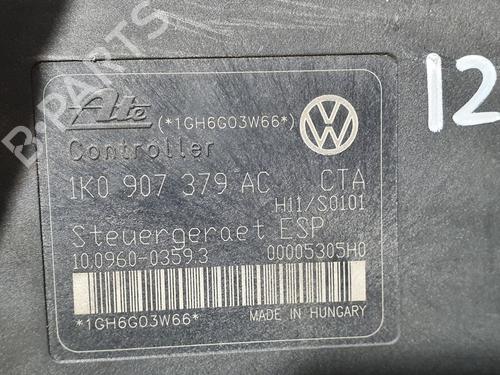 Ate (*1GH6G03W66*)
Controller
1K0 907 379 AC CTA
H11/S0101
Steuergeraet ESP
10.0960-0359.3 00005305H0
*1GH6G03W66* MADE IN HUNGARY
12
B-PARTS